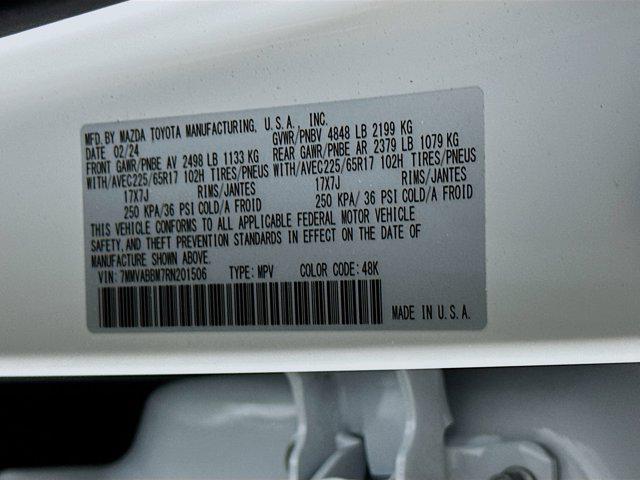 MFD. BY MAZDA TOYOTA MANUFACTURING, U.S.A., INC.
DATE 02/24 GVWR/PNBV 4848 LB 2199 KG
FRONT GAWR/PNBE AV 2498 LB 1133 KG REAR GAWR/PNBE AR 2379 LB 1079 KG
WITH/AVEC225/65R17 102H TIRES/PNEUS WITH/AVEC225/65R17 102H TIRES/PNEUS
17X7J RIMS/JANTES 17X7J RIMS/JANTES
250 KPA/36 PSI COLD/A FROID 250 KPA/36 PSI COLD/A FROID
THIS VEHICLE CONFORMS TO ALL APPLICABLE FEDERAL MOTOR VEHICLE
SAFETY, AND THEFT PREVENTION STANDARDS IN EFFECT ON THE DATE OF
MANUFACTURE SHOWN ABOVE.
VIN: 7MMVABBM7RN201506 TYPE: MPV COLOR CODE: 48K
MADE IN U.S.A.